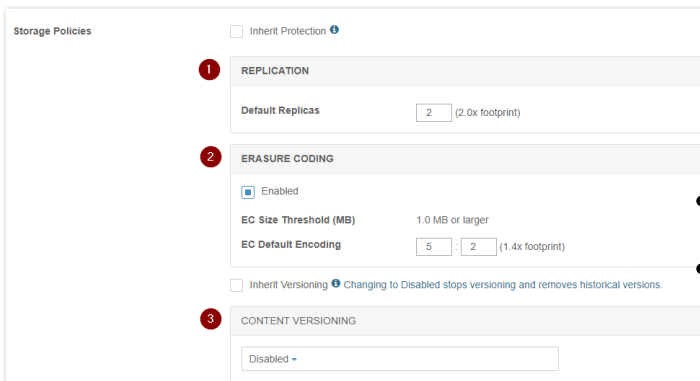 Storage Policies
Inherit Protection
1 REPLICATION
Default Replicas 2 (2.0x footprint)
2 ERASURE CODING
Enabled
EC Size Threshold (MB) 1.0 MB or larger
EC Default Encoding 5 : 2 (1.4x footprint)
Inherit Versioning Changing to Disabled stops versioning and removes historical versions.
3 CONTENT VERSIONING
Disabled